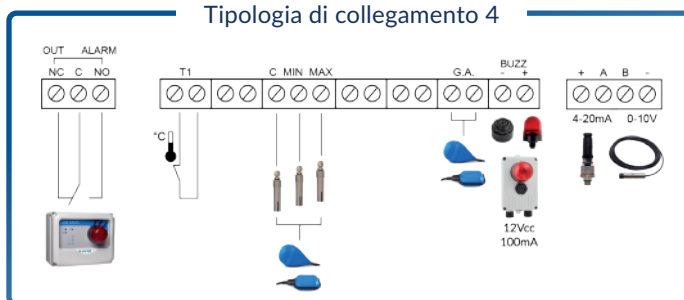 Tipologia di collegamento 4
OUT ALARM
NC C NO
T1
C MIN MAX
G.A.
BUZZ
- +
+ A B -
4-20mA 0-10V
°C
12Vcc
100mA